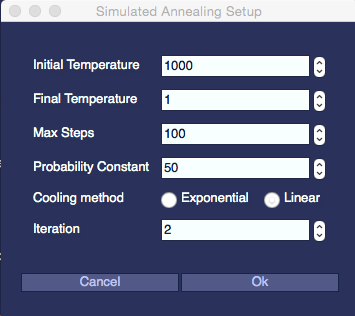 Simulated Annealing Setup
Initial Temperature 1000
Final Temperature 1
Max Steps 100
Probability Constant 50
Cooling method Exponential Linear
Iteration 2
Cancel Ok